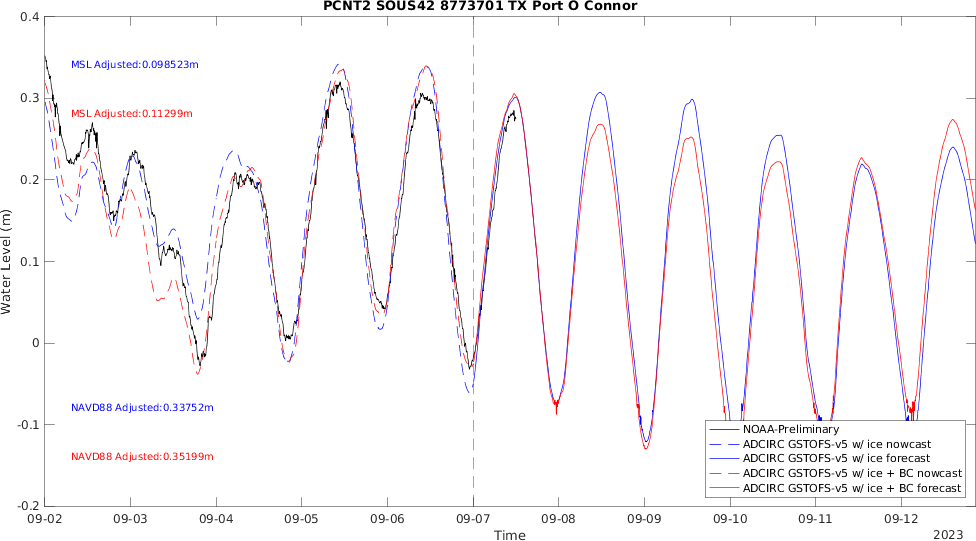 PCNT2 SOUS42 8773701 TX Port O Connor
0.4
MSL Adjusted:0.098523m
0.3
MSL Adjusted:0.11299m
0.2
Water Level (m)
0.1
0
NAVD88 Adjusted:0.33752m
-0.1
NOAA-Preliminary
ADCIRC GSTOFS-v5 w/ ice nowcast
NAVD88 Adjusted:0.35199m
ADCIRC GSTOFS-v5 w/ ice forecast
ADCIRC GSTOFS-v5 w/ ice + BC nowcast
ADCIRC GSTOFS-v5 w/ ice + BC forecast
-0.2
09-02 09-03 09-04 09-05 09-06 09-07 09-08 09-09 09-10 09-11 09-12
Time
2023